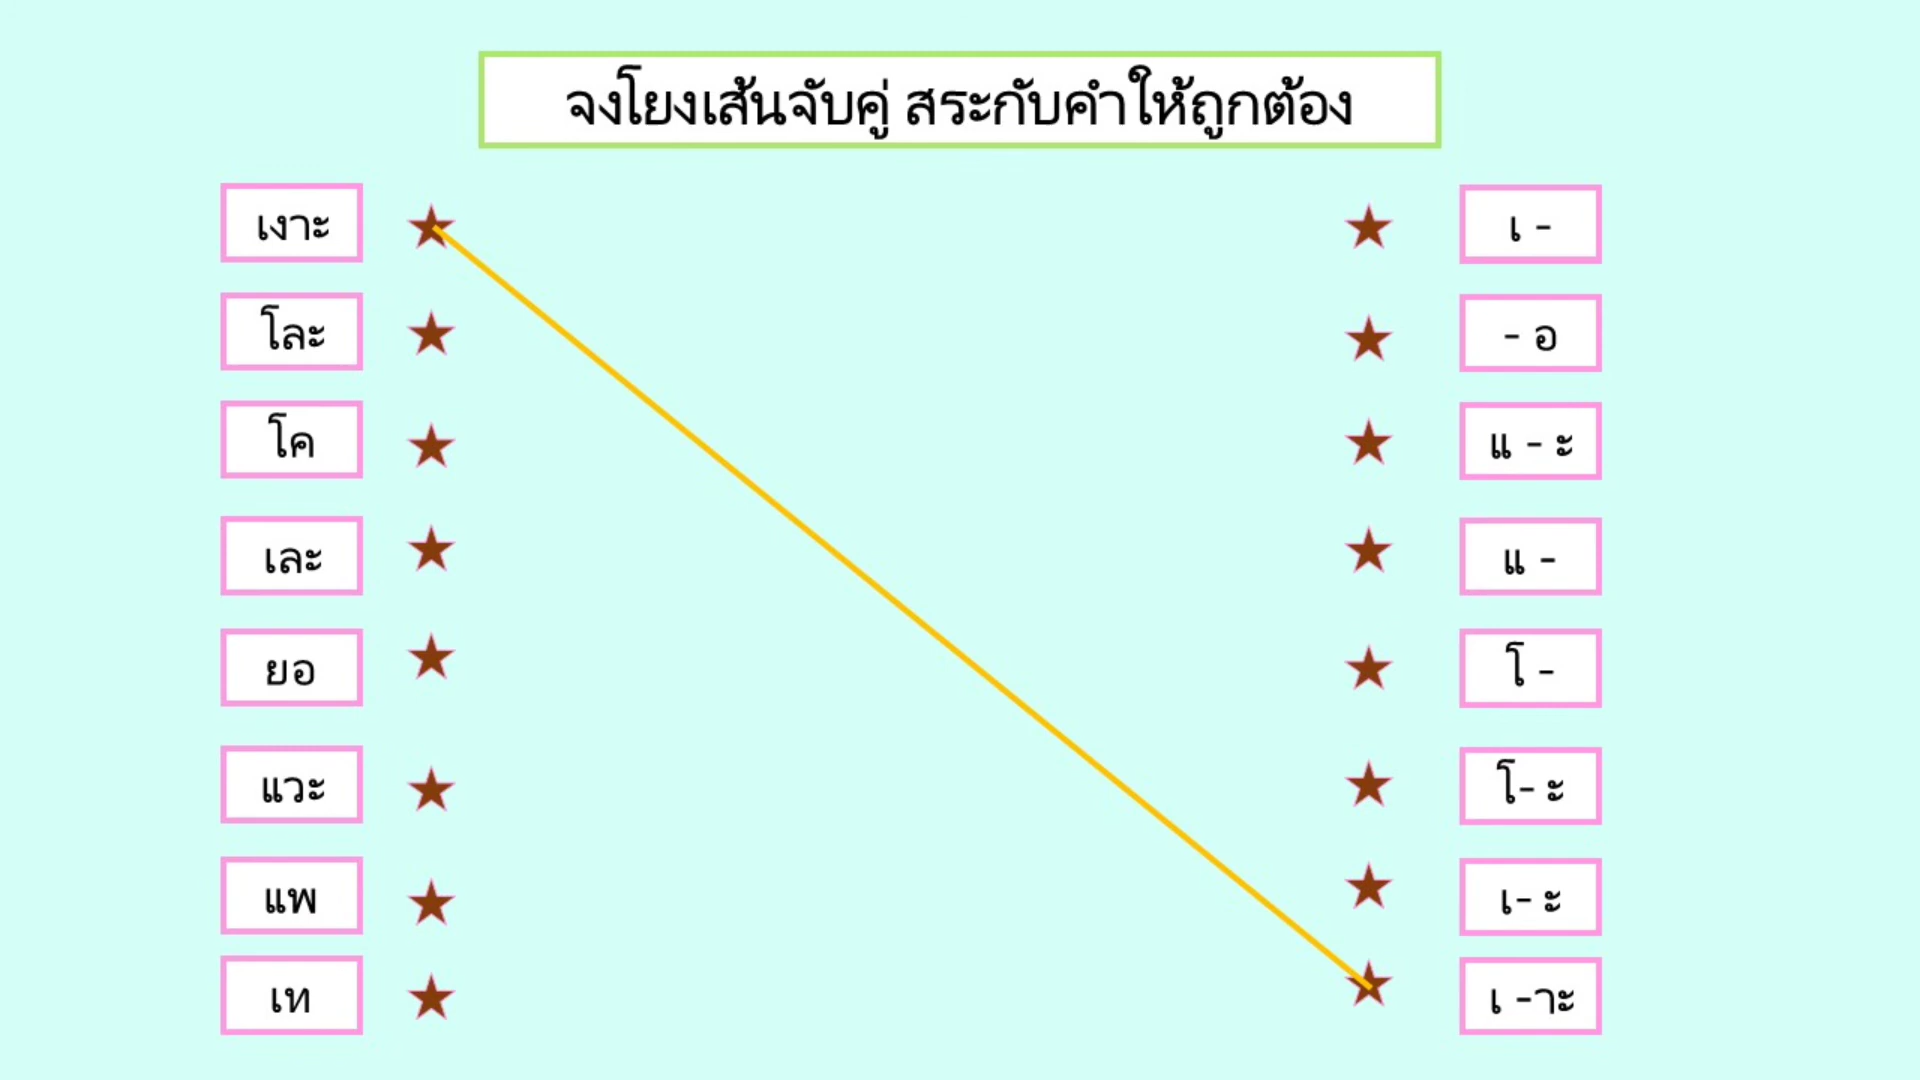 จงโยงเส้นจับคู่ สระกับคำให้ถูกต้อง
เงาะ
เ -
โละ
- อ
โค
แ - ะ
เละ
แ -
ยอ
โ -
แวะ
โ- ะ
แพ
เ- ะ
เท
เ -าะ